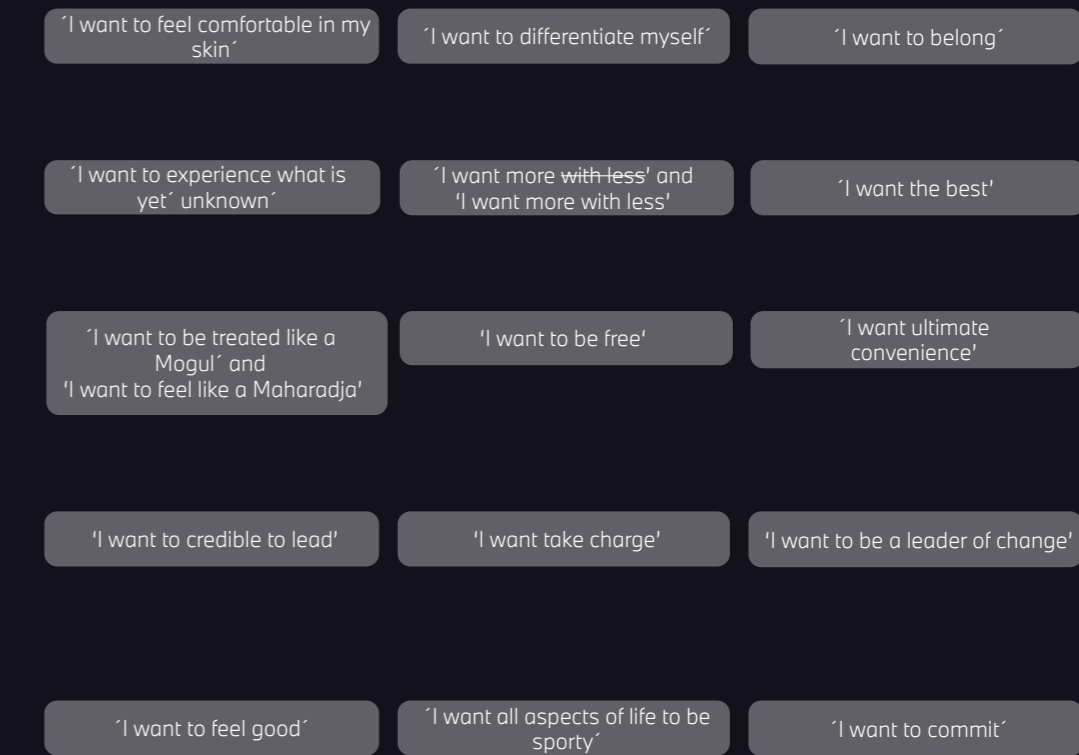 ´I want to feel comfortable in my
skin´
´I want to differentiate myself´
´I want to belong´
´I want to experience what is
yet´ unknown´
´I want more with less’ and
‘I want more with less’
´I want the best’
´I want to be treated like a
Mogul´ and
‘I want to feel like a Maharadja’
‘I want to be free‘
´I want ultimate
convenience’
‘I want to credible to lead’
‘I want take charge’
‘I want to be a leader of change’
´I want to feel good´
´I want all aspects of life to be
sporty´
´I want to commit´